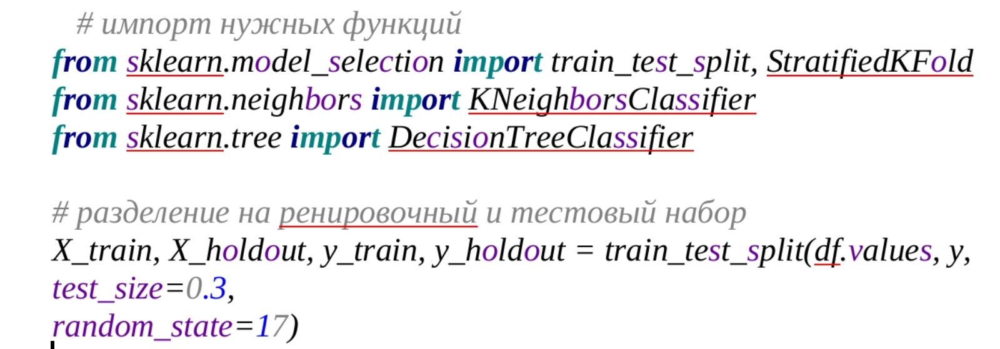 # импорт нужных функций
from sklearn.model_selection import train_test_split, StratifiedKFold
from sklearn.neighbors import KNeighborsClassifier
from sklearn.tree import DecisionTreeClassifier
# разделение на ренировочный и тестовый набор
X_train, X_holdout, y_train, y_holdout = train_test_split(df.values, y,
test_size=0.3,
random_state=17)